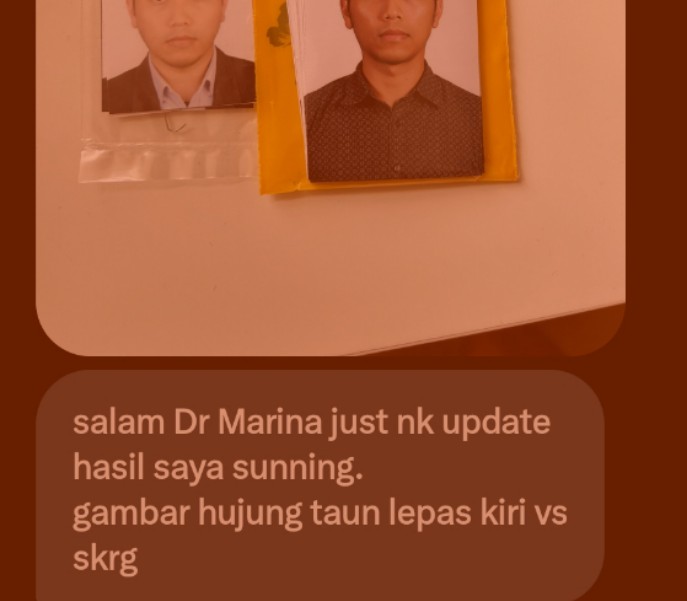 salam Dr Marina just nk update
hasil saya sunning.
gambar hujung taun lepas kiri vs
skrg